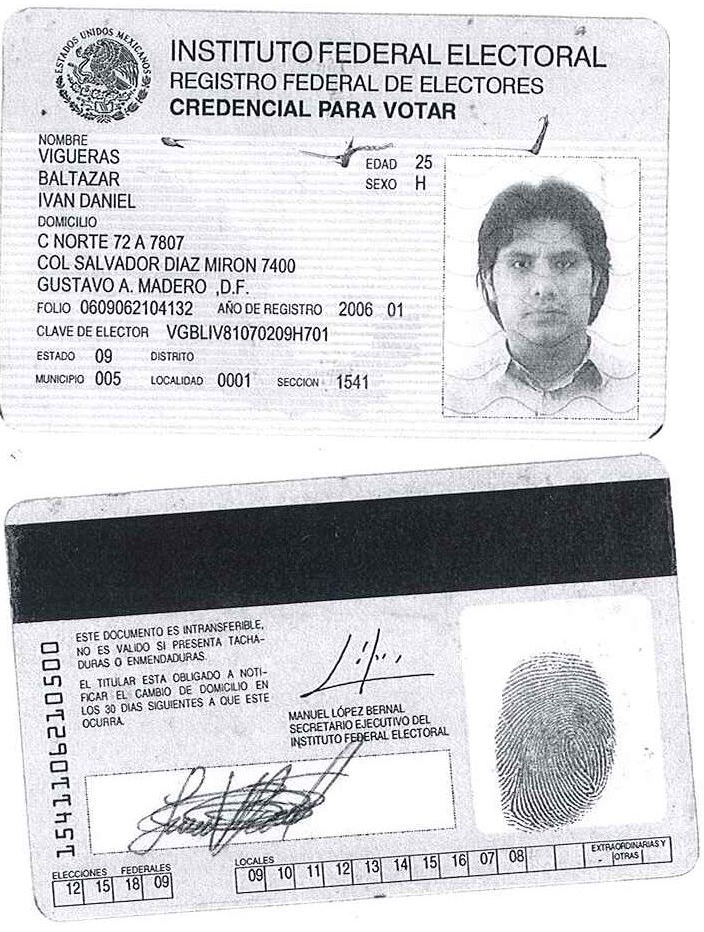 ESTADOS UNIDOS MEXICANOS
INSTITUTO FEDERAL ELECTORAL
REGISTRO FEDERAL DE ELECTORES
CREDENCIAL PARA VOTAR
NOMBRE
VIGUERAS
BALTAZAR
IVAN DANIEL
EDAD 25
SEXO H
DOMICILIO
C NORTE 72 A 7807
COL SALVADOR DIAZ MIRON 7400
GUSTAVO A. MADERO ,D.F.
FOLIO 0609062104132 AÑO DE REGISTRO 2006 01
CLAVE DE ELECTOR VGBLIV81070209H701
ESTADO 09 DISTRITO
MUNICIPIO 005 LOCALIDAD 0001 SECCION 1541
1541106210500
ESTE DOCUMENTO ES INTRANSFERIBLE,
NO ES VALIDO SI PRESENTA TACHA-
DURAS O ENMENDADURAS.
EL TITULAR ESTA OBLIGADO A NOTI-
FICAR EL CAMBIO DE DOMICILIO EN
LOS 30 DIAS SIGUIENTES A QUE ESTE
OCURRA.
MANUEL LÓPEZ BERNAL
SECRETARIO EJECUTIVO DEL
INSTITUTO FEDERAL ELECTORAL
ELECCIONES FEDERALES
12 15 18 09
LOCALES
09 10 11 12 13 14 15 16 07 08
EXTRAORDINARIAS Y
OTRAS